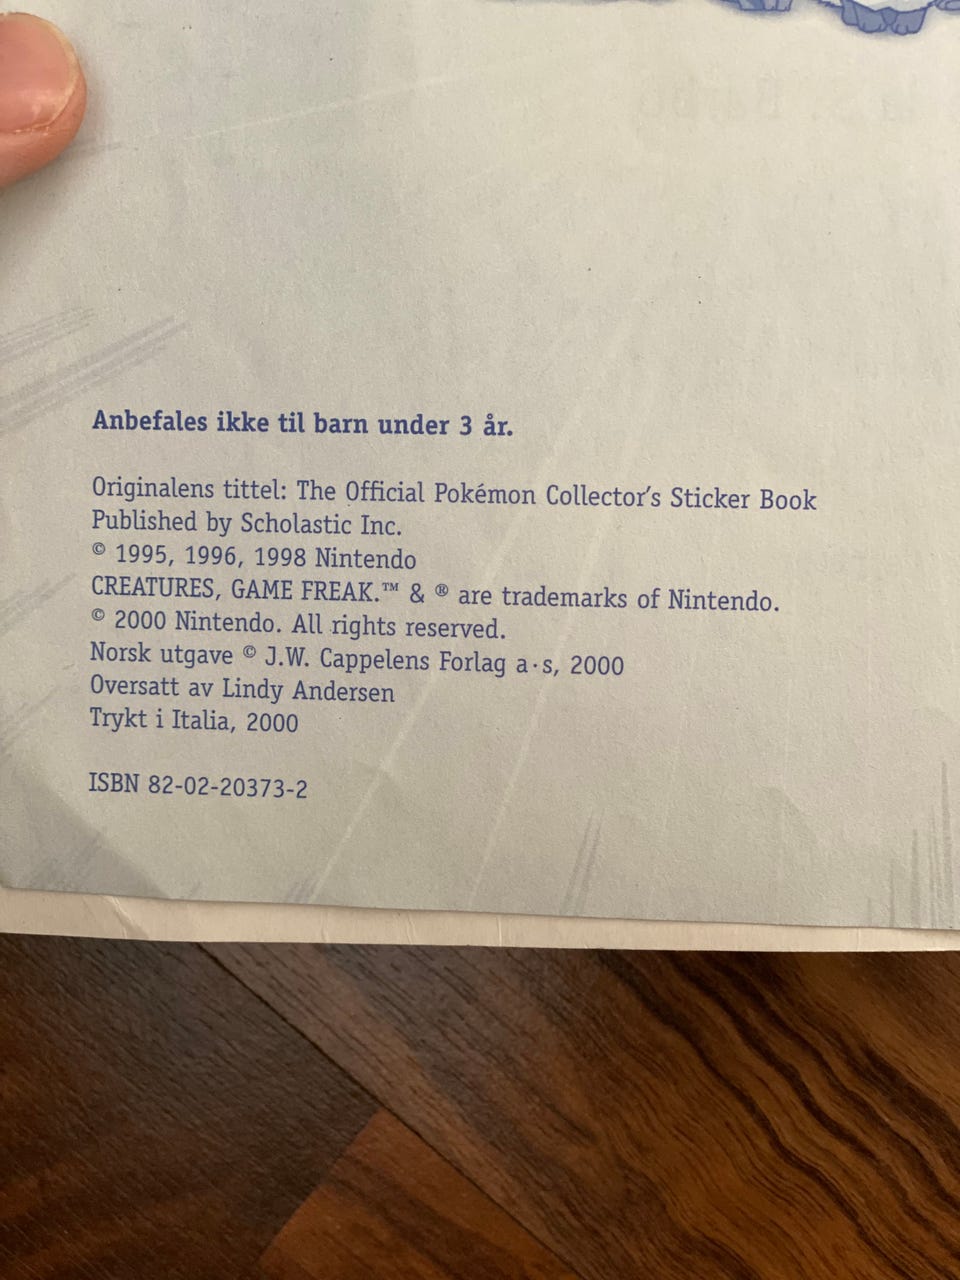 Anbefales ikke til barn under 3 år.
Originalens tittel: The Official Pokémon Collector's Sticker Book
Published by Scholastic Inc.
© 1995, 1996, 1998 Nintendo
CREATURES, GAME FREAK.™ & ® are trademarks of Nintendo.
© 2000 Nintendo. All rights reserved.
Norsk utgave © J.W. Cappelens Forlag a·s, 2000
Oversatt av Lindy Andersen
Trykt i Italia, 2000
ISBN 82-02-20373-2